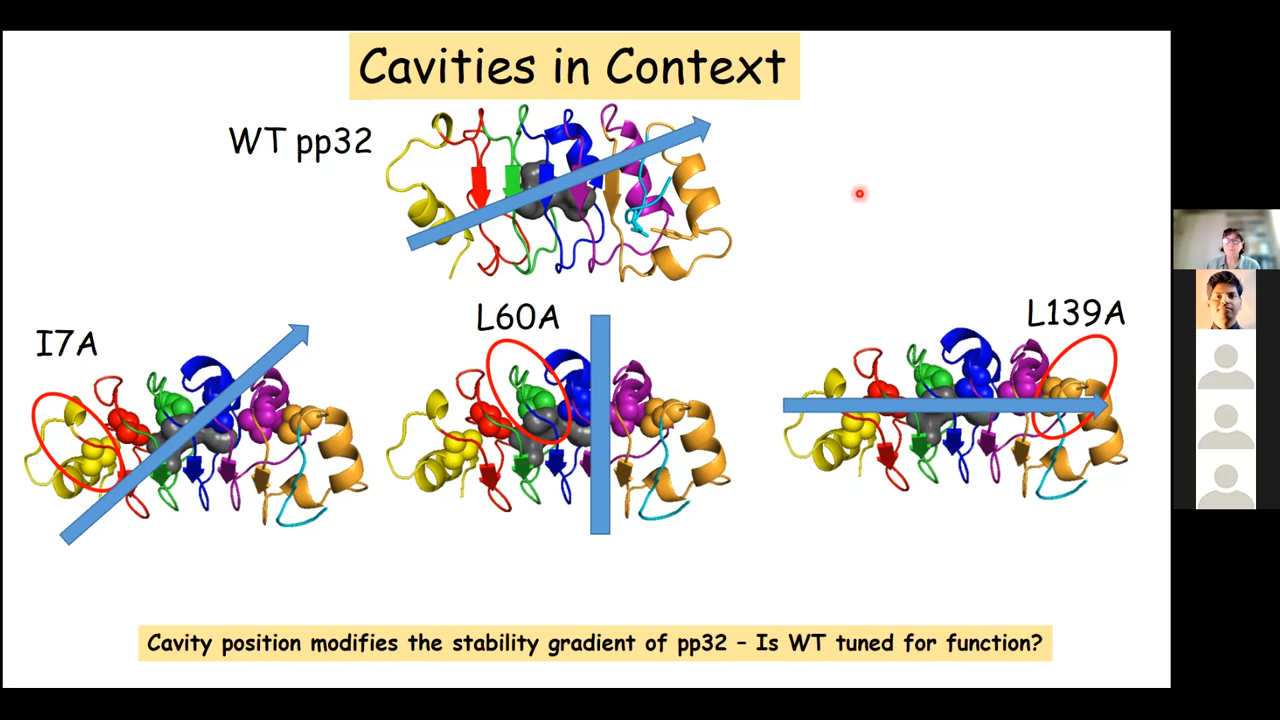 Cavities in Context
WT pp32
I7A
L60A
L139A
Cavity position modifies the stability gradient of pp32 – Is WT tuned for function?